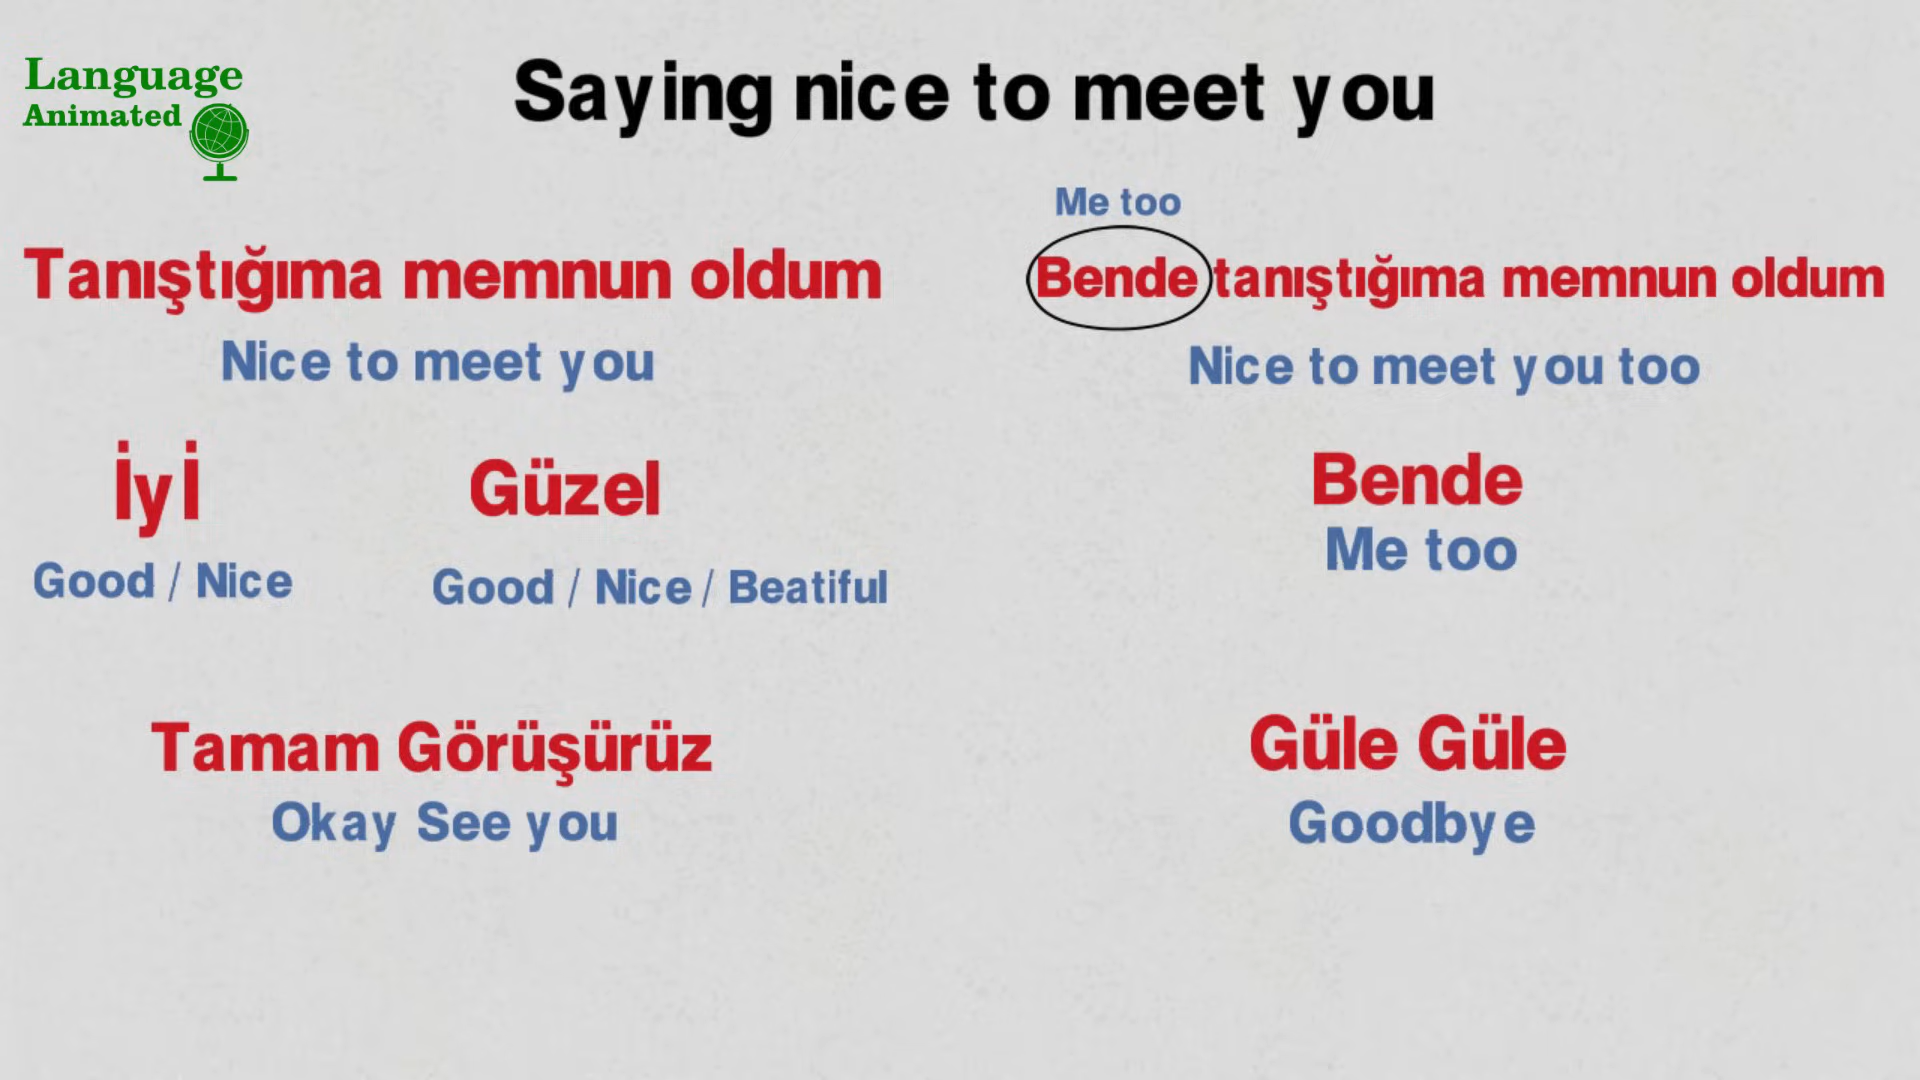 Language
Animated
Saying nice to meet you
Me too
Tanıştığıma memnun oldum
Bende tanıştığıma memnun oldum
Nice to meet you
Nice to meet you too
İyİ
Güzel
Bende
Good / Nice
Good / Nice / Beatiful
Me too
Tamam Görüşürüz
Güle Güle
Okay See you
Goodbye